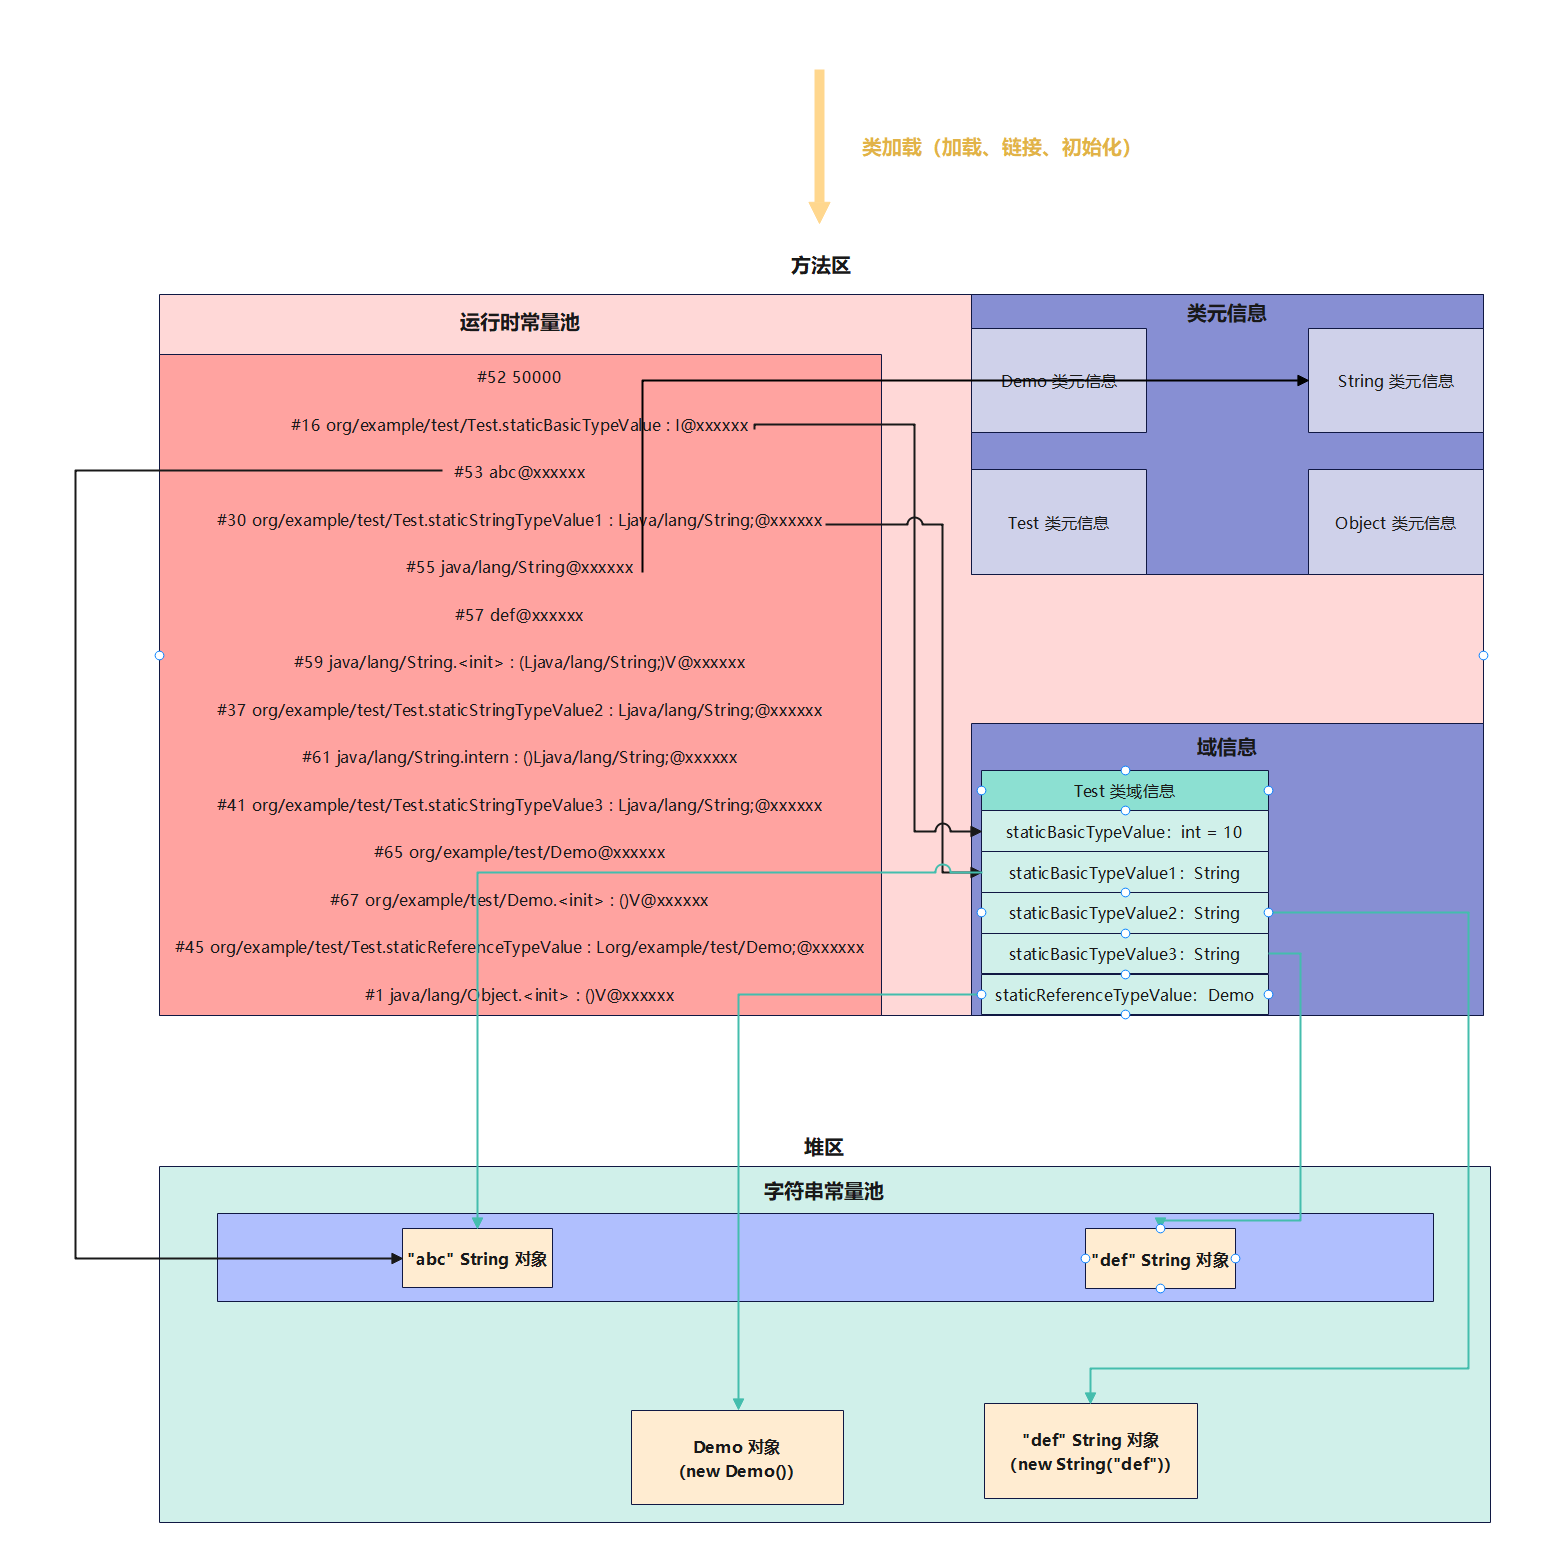 类加载（加载、链接、初始化）
方法区
运行时常量池
#52 50000
#16 org/example/test/Test.staticBasicTypeValue : I@xxxxxx
#53 abc@xxxxxx
#30 org/example/test/Test.staticStringTypeValue1 : Ljava/lang/String;@xxxxxx
#55 java/lang/String@xxxxxx
#57 def@xxxxxx
#59 java/lang/String.<init> : (Ljava/lang/String;)V@xxxxxx
#37 org/example/test/Test.staticStringTypeValue2 : Ljava/lang/String;@xxxxxx
#61 java/lang/String.intern : ()Ljava/lang/String;@xxxxxx
#41 org/example/test/Test.staticStringTypeValue3 : Ljava/lang/String;@xxxxxx
#65 org/example/test/Demo@xxxxxx
#67 org/example/test/Demo.<init> : ()V@xxxxxx
#45 org/example/test/Test.staticReferenceTypeValue : Lorg/example/test/Demo;@xxxxxx
#1 java/lang/Object.<init> : ()V@xxxxxx
类元信息
Demo 类元信息
String 类元信息
Test 类元信息
Object 类元信息
域信息
Test 类域信息
staticBasicTypeValue：int = 10
staticBasicTypeValue1：String
staticBasicTypeValue2：String
staticBasicTypeValue3：String
staticReferenceTypeValue：Demo
堆区
字符串常量池
"abc" String 对象
"def" String 对象
Demo 对象
（new Demo()）
"def" String 对象
（new String("def")）